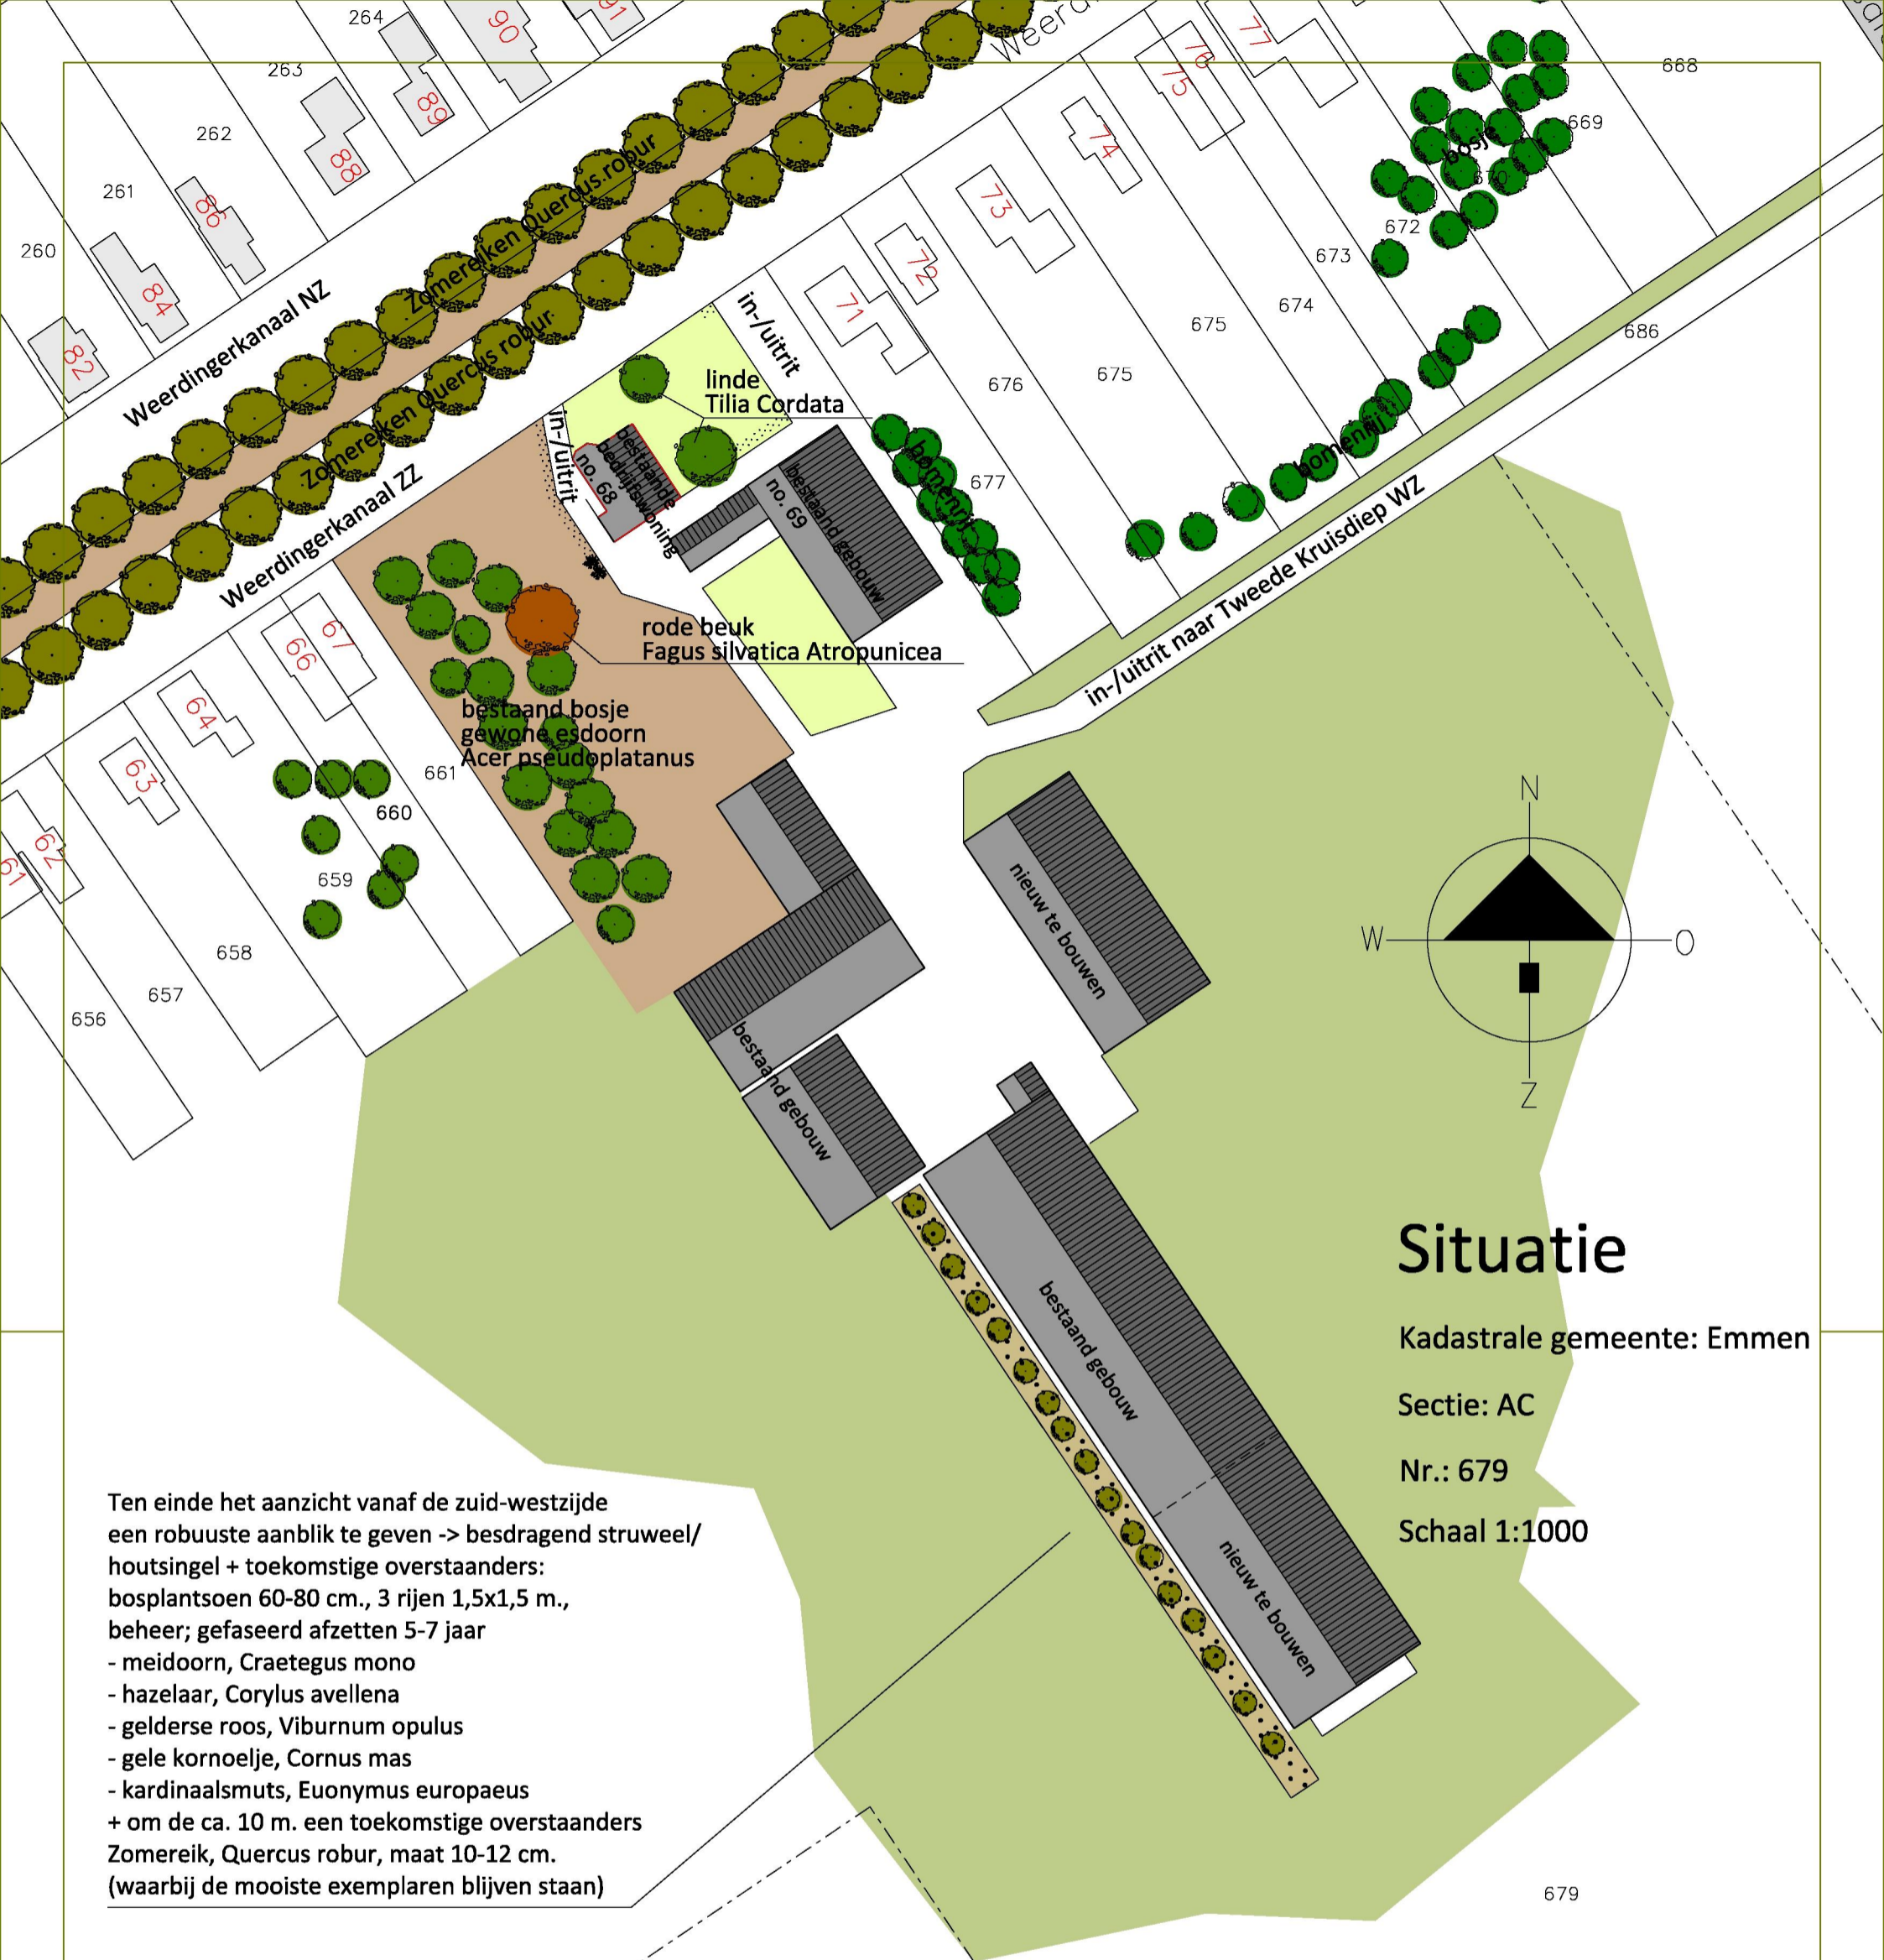 264
90
91
263
89
262
88
261
86
260
84
82
Weerdingerkanaal NZ
Zomereiken Quercus robur
Zomereiken Quercus robur
Weerdingerkanaal ZZ
77
76
75
74
73
72
71
668
669
bosje
670
672
673
674
675
675
676
677
686
in-/uitrit
in-/uitrit
linde
Tilia Cordata
bestaande
bedrijfswoning
no. 68
bestaand gebouw
no. 69
bomenrij
bomenrij
in-/uitrit naar Tweede Kruisdiep WZ
rode beuk
Fagus silvatica Atropunicea
bestaand bosje
gewone esdoorn
Acer pseudoplatanus
67
66
64
63
62
61
661
660
659
658
657
656
nieuw te bouwen
bestaand gebouw
bestaand gebouw
nieuw te bouwen
N
W
O
Z
Situatie
Kadastrale gemeente: Emmen
Sectie: AC
Nr.: 679
Schaal 1:1000
Ten einde het aanzicht vanaf de zuid-westzijde
een robuuste aanblik te geven -> besdragend struweel/
houtsingel + toekomstige overstaanders:
bosplantsoen 60-80 cm., 3 rijen 1,5x1,5 m.,
beheer; gefaseerd afzetten 5-7 jaar
- meidoorn, Craetegus mono
- hazelaar, Corylus avellena
- gelderse roos, Viburnum opulus
- gele kornoelje, Cornus mas
- kardinaalsmuts, Euonymus europaeus
+ om de ca. 10 m. een toekomstige overstaanders
Zomereik, Quercus robur, maat 10-12 cm.
(waarbij de mooiste exemplaren blijven staan)
679